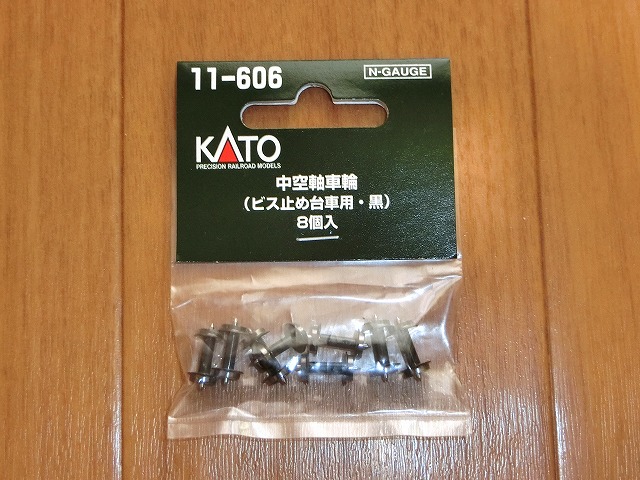 11-606
N-GAUGE
KATO
PRECISION RAILROAD MODELS
中空軸車輪
(ビス止め台車用・黒)
8個入